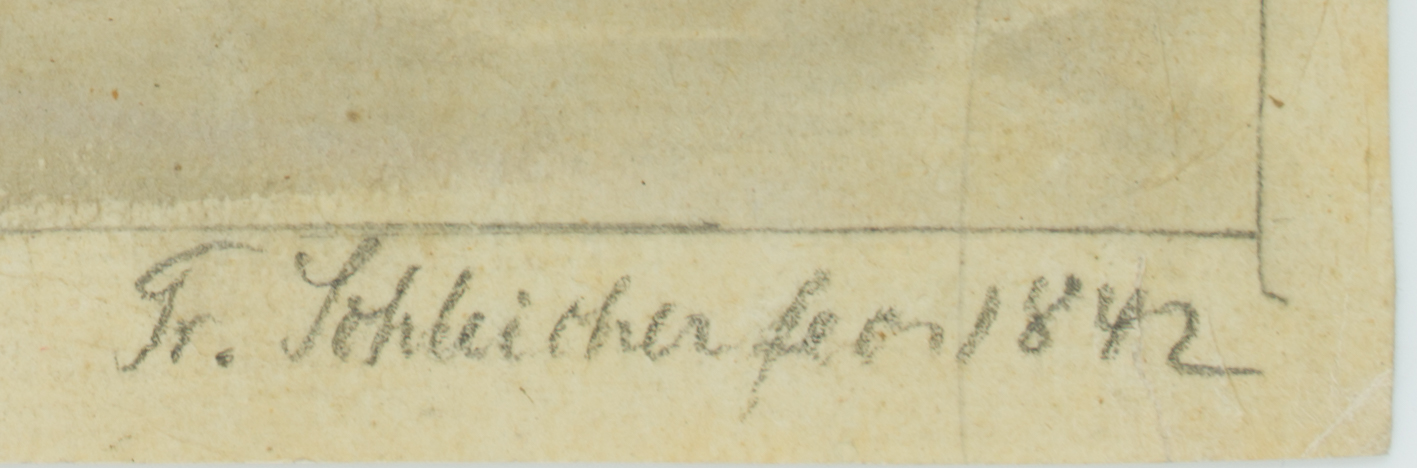 Fr. Schleicher fec. 1842